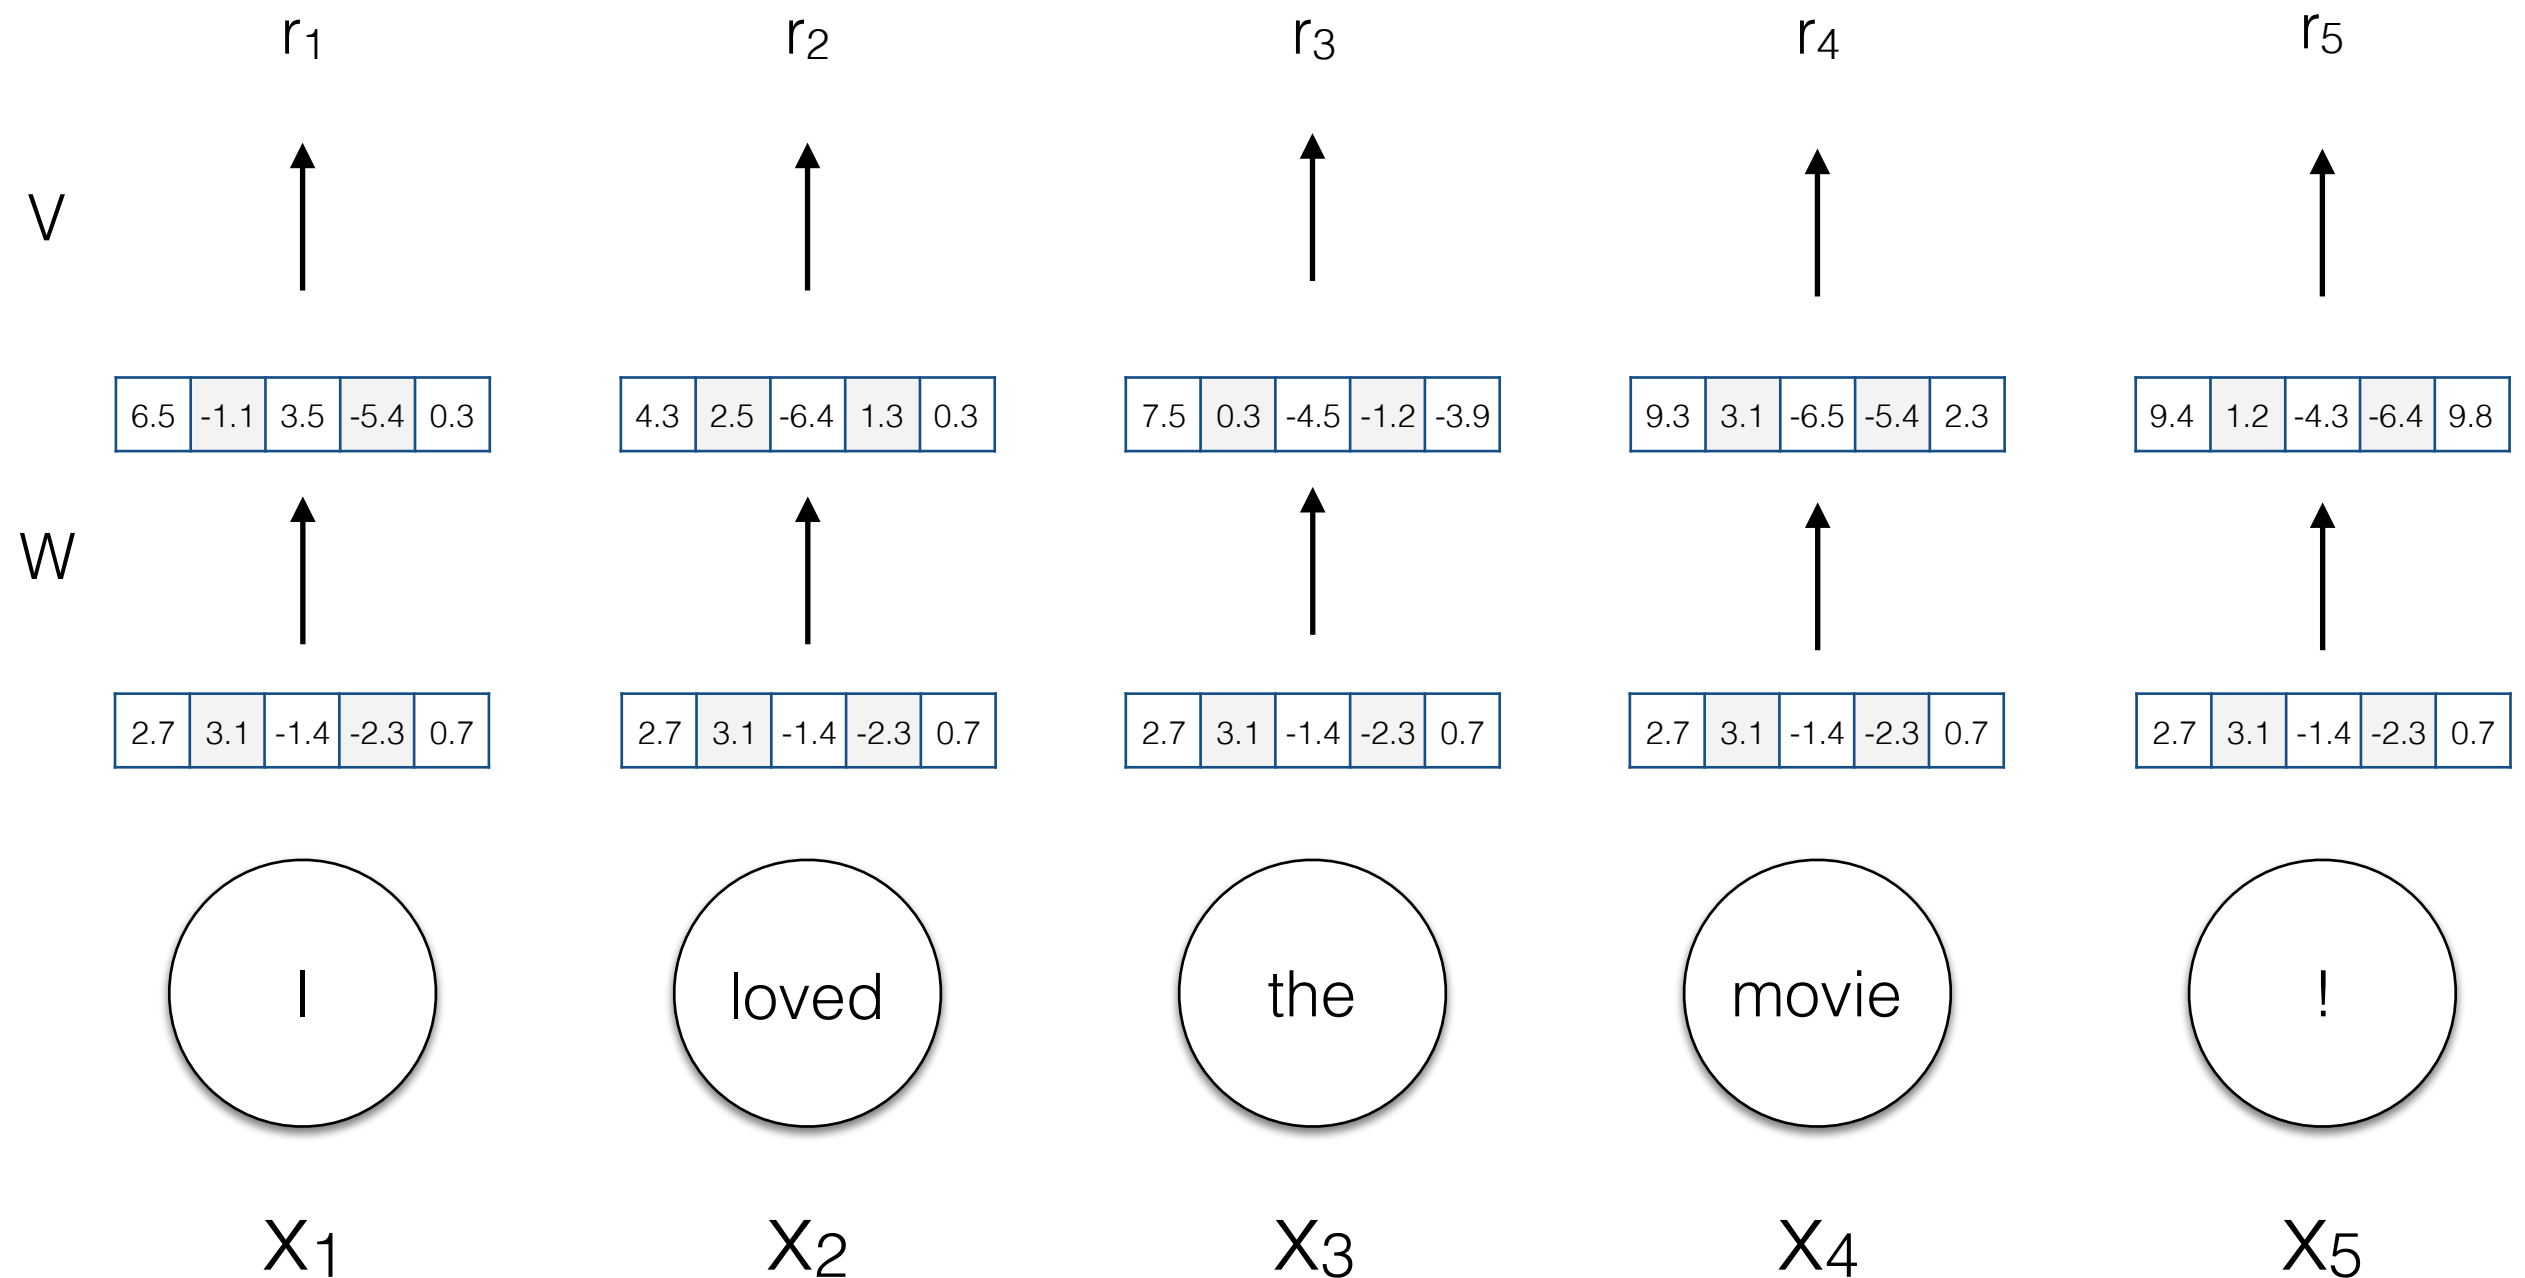 r1 r2 r3 r4 r5
V
6.5 -1.1 3.5 -5.4 0.3 4.3 2.5 -6.4 1.3 0.3 7.5 0.3 -4.5 -1.2 -3.9 9.3 3.1 -6.5 -5.4 2.3 9.4 1.2 -4.3 -6.4 9.8
W
2.7 3.1 -1.4 -2.3 0.7 2.7 3.1 -1.4 -2.3 0.7 2.7 3.1 -1.4 -2.3 0.7 2.7 3.1 -1.4 -2.3 0.7 2.7 3.1 -1.4 -2.3 0.7
I loved the movie !
x1 x2 x3 x4 x5